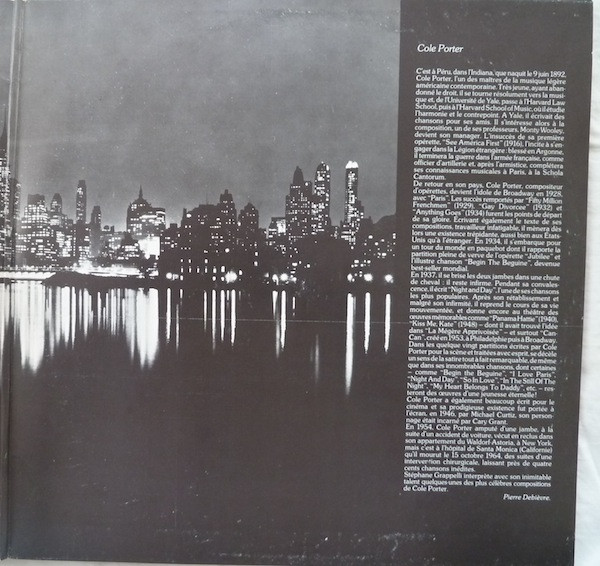 Cole Porter
C'est à Péru, dans l'Indiana, que naquit le 9 juin 1892,
Cole Porter, l'un des maîtres de la musique légère
américaine contemporaine. Très jeune, ayant aban-
donné le droit, il se tourne résolument vers la musi-
que et, de l'Université de Yale, passe à l'Harvard Law
School, puis à l'Harvard School of Music, où il étudie
l'harmonie et le contrepoint. A Yale, il écrivait des
chansons pour ses amis. Il s'intéresse alors à la
composition, un de ses professeurs, Monty Wooley,
devient son manager. L'insuccès de sa première
opérette, "See América First" (1916), l'incite à s'en-
gager dans la Légion étrangère : blessé en Argonne,
il terminera la guerre dans l'armée française, comme
officier d'artillerie et, après l'armistice, complétera
ses connaissances musicales à Paris, à la Schola
Cantorum.
De retour en son pays, Cole Porter, compositeur
d'opérettes, devient l'idole de Broadway en 1928,
avec "Paris". Les succès remportés par "Fifty Million
Frenchmen" (1929), "Gay Divorcee" (1932) et
"Anything Goes" (1934) furent les points de départ
de sa gloire. Ecrivant également le texte de ses
compositions, travailleur infatigable, il mènera dès
lors une existence trépidante, aussi bien aux Etats-
Unis qu'à l'étranger. En 1934, il s'embarque pour
un tour du monde en paquebot dont il rapporte la
partition pleine de verve de l'opérette "Jubilee" et
l'illustre chanson "Begin The Beguine", devenue
best-seller mondial.
En 1937, il se brise les deux jambes dans une chute
de cheval : il reste infirme. Pendant sa convales-
cence, il écrit "Night and Day", l'une de ses chansons
les plus populaires. Après son rétablissement et
malgré son infirmité, il reprend le cours de sa vie
mouvementée, et donne encore au théâtre des
œuvres mémorables comme "Panama Hattie" (1940),
"Kiss Me, Kate" (1948) – dont il avait trouvé l'idée
dans "La Mégère Apprivoisée" – et surtout "Can-
Can", créé en 1953, à Philadelphie puis à Broadway.
Dans les quelque vingt partitions écrites par Cole
Porter pour la scène et traitées avec esprit, se décèle
un sens de la satire tout à fait remarquable, de même
que dans ses innombrables chansons, dont certaines
– comme "Begin the Beguine", "I Love Paris",
"Night And Day", "So In Love", "In The Still Of The
Night", "My Heart Belongs To Daddy", etc. – res-
teront des œuvres d'une jeunesse éternelle!
Cole Porter a également beaucoup écrit pour le
cinéma et sa prodigieuse existence fut portée à
l'écran, en 1946, par Michael Curtiz, son person-
nage était incarné par Cary Grant.
En 1954, Cole Porter amputé d'une jambe, à la
suite d'un accident de voiture, vécut en reclus dans
son appartement du Waldorf Astoria, à New York,
mais c'est à l'hôpital de Santa Monica (Californie)
qu'il mourut le 15 octobre 1964, des suites d'une
intervention chirurgicale, laissant près de quatre
cents chansons inédites.
Stéphane Grappelli interprète avec son inimitable
talent quelques-unes des plus célèbres compositions
de Cole Porter.
Pierre Debièvre.